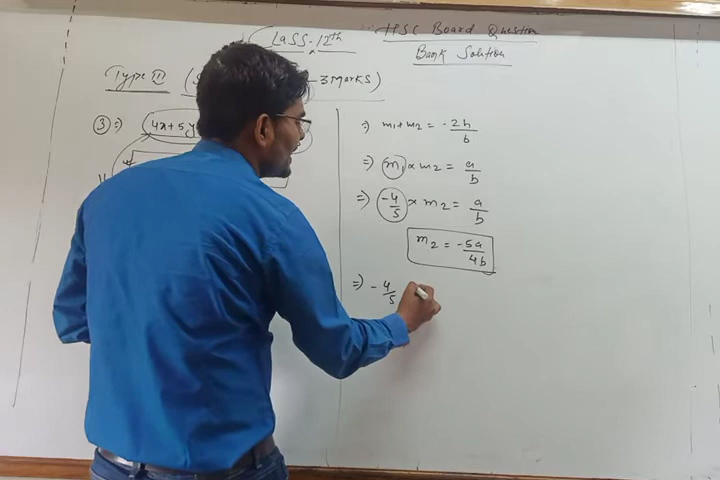 CLASS-12th
HSC Board Question
Bank Solution
Type III (
- 3 Marks)
③ ⇒ 4x+5y
⇒ m₁+m₂ = -2h/b
⇒ m₁ × m₂ = a/b
⇒ -4/5 × m₂ = a/b
m₂ = -5a/4b
⇒ -4/5